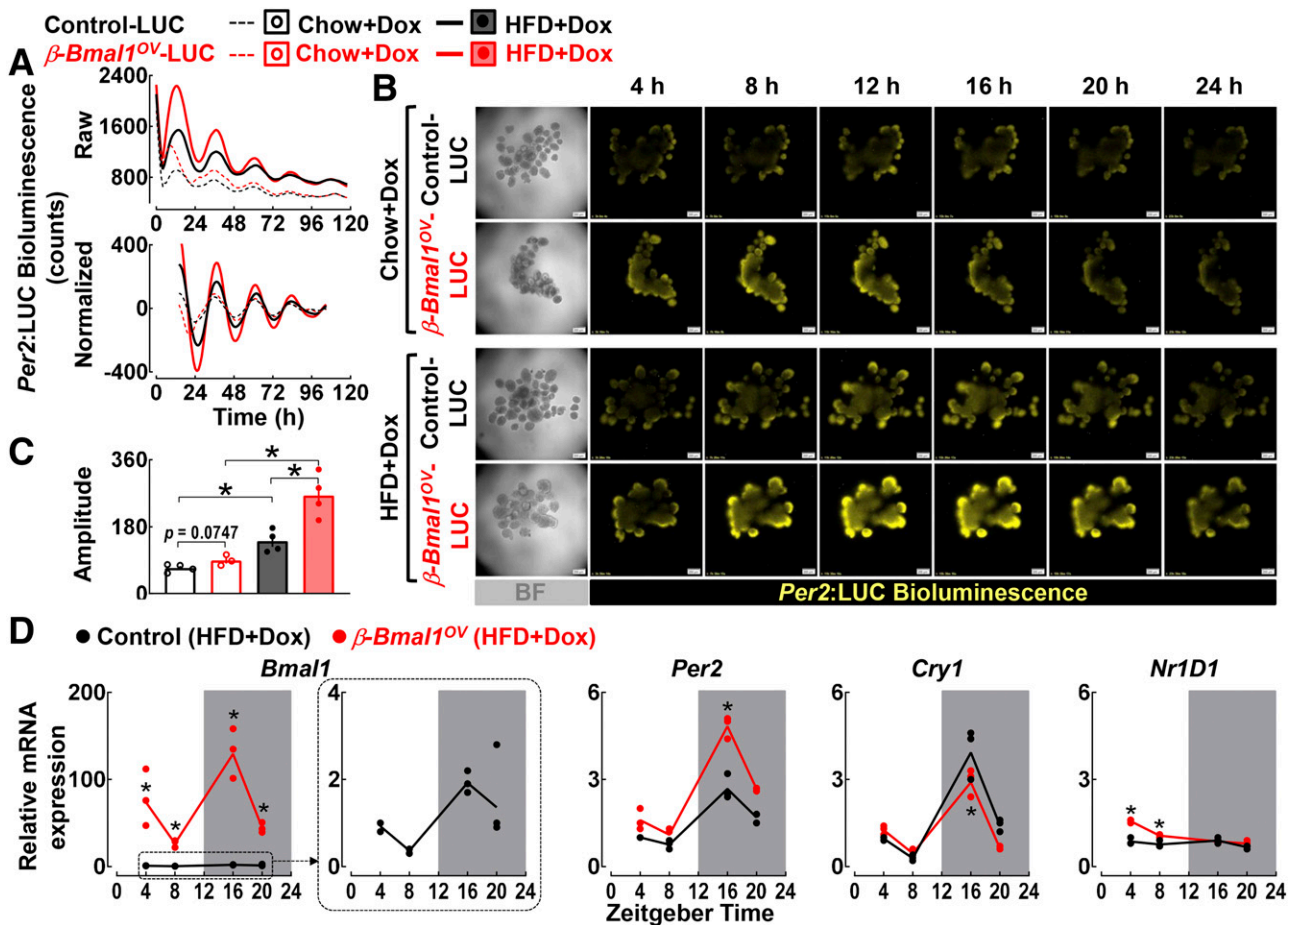 Control-LUC Chow+Dox HFD+Dox
β-Bmal1OV-LUC Chow+Dox HFD+Dox
A
Per2:LUC Bioluminescence
(counts)
Raw
2400
1600
800
0 24 48 72 96 120
Normalized
400
0
-400
0 24 48 72 96 120
Time (h)
B
4 h 8 h 12 h 16 h 20 h 24 h
Chow+Dox
Control-
LUC
β-Bmal1OV-
LUC
HFD+Dox
Control-
LUC
β-Bmal1OV-
LUC
BF
Per2:LUC Bioluminescence
C
Amplitude
360
180
0
p = 0.0747
*
*
*
D
Control (HFD+Dox) β-Bmal1OV (HFD+Dox)
Relative mRNA
expression
Bmal1
200
100
0
* * * *
0 4 8 12 16 20 24
4
2
0
0 4 8 12 16 20 24
Per2
6
3
0
*
0 4 8 12 16 20 24
Cry1
6
3
0
*
0 4 8 12 16 20 24
Nr1D1
6
3
0
* *
0 4 8 12 16 20 24
Zeitgeber Time